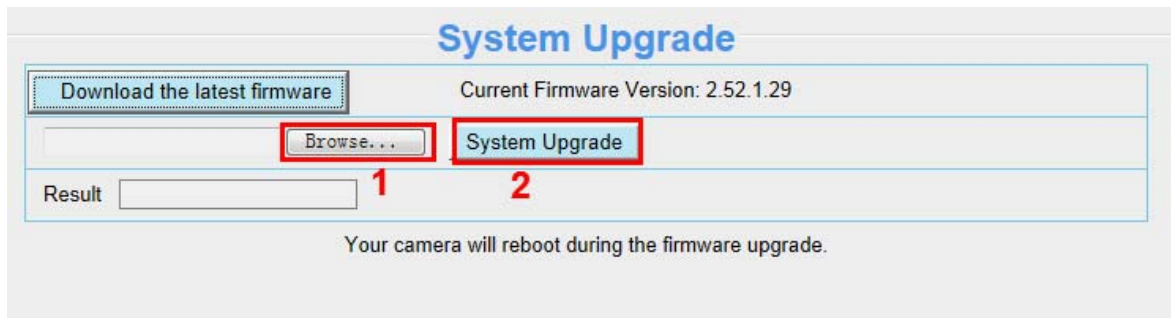 System Upgrade
Download the latest firmware Current Firmware Version: 2.52.1.29
Browse... System Upgrade
1 2
Result
Your camera will reboot during the firmware upgrade.